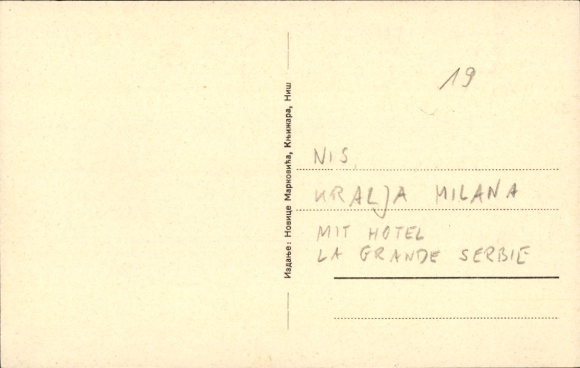 19
Издање: Новице Марковића, Књижара, Ниш
NIS
KRALJA MILANA
MIT HOTEL
LA GRANDE SERBIE